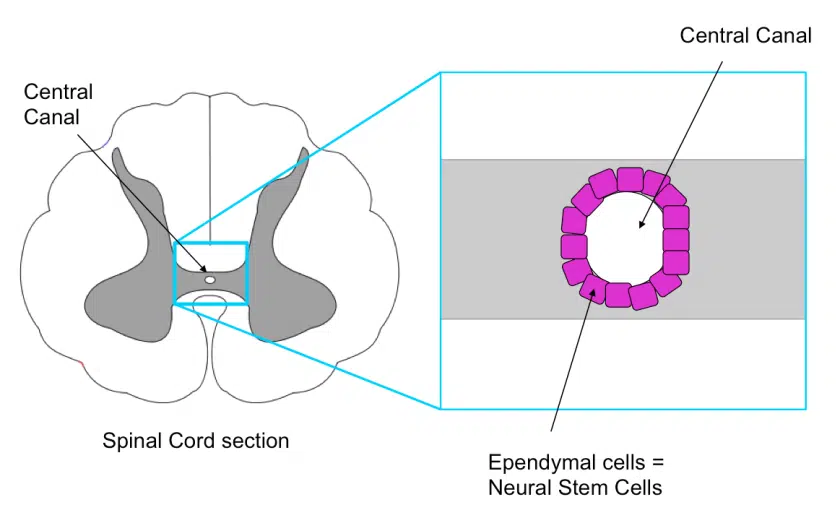 Central Canal
Central
Canal
Spinal Cord section
Ependymal cells =
Neural Stem Cells